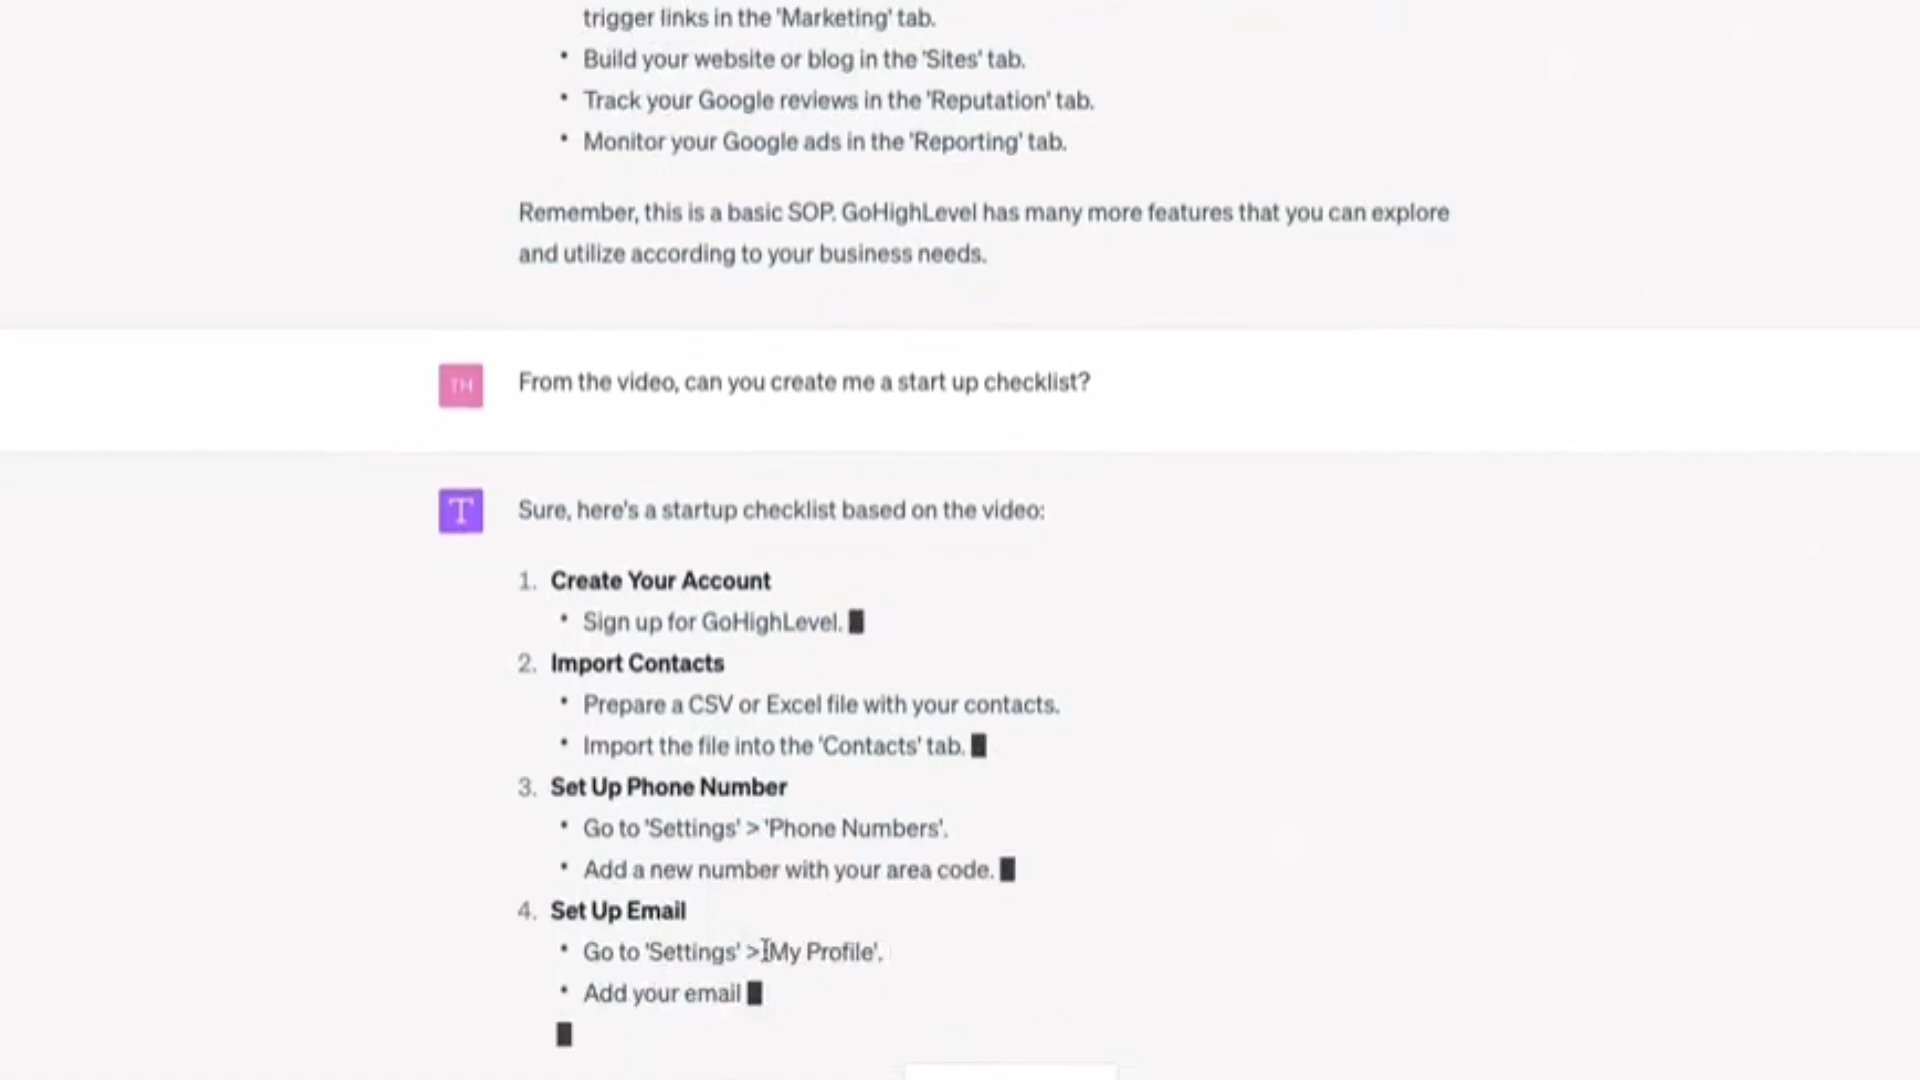 trigger links in the 'Marketing' tab.
• Build your website or blog in the 'Sites' tab.
• Track your Google reviews in the 'Reputation' tab.
• Monitor your Google ads in the 'Reporting' tab.
Remember, this is a basic SOP. GoHighLevel has many more features that you can explore
and utilize according to your business needs.
TH
From the video, can you create me a start up checklist?
T
Sure, here's a startup checklist based on the video:
1. Create Your Account
• Sign up for GoHighLevel.
2. Import Contacts
• Prepare a CSV or Excel file with your contacts.
• Import the file into the 'Contacts' tab.
3. Set Up Phone Number
• Go to 'Settings' > 'Phone Numbers'.
• Add a new number with your area code.
4. Set Up Email
• Go to 'Settings' > 'My Profile'.
• Add your email